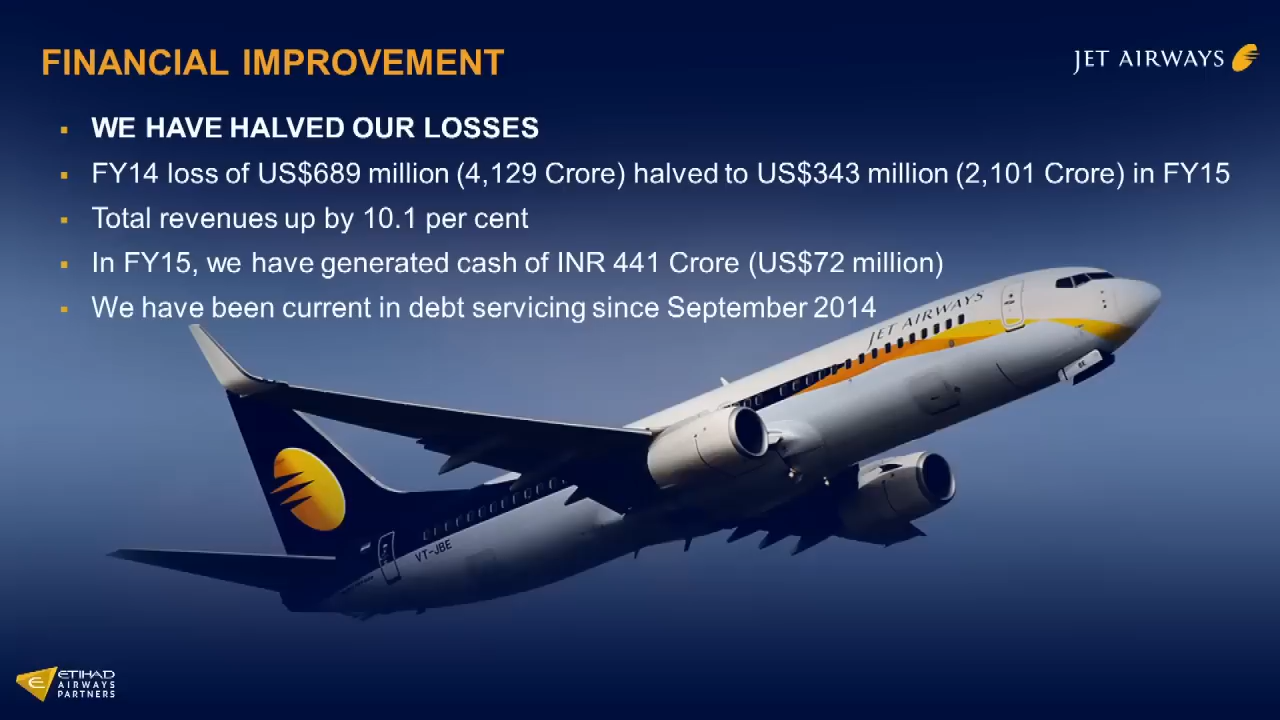 FINANCIAL IMPROVEMENT
JET AIRWAYS
WE HAVE HALVED OUR LOSSES
FY14 loss of US$689 million (4,129 Crore) halved to US$343 million (2,101 Crore) in FY15
Total revenues up by 10.1 per cent
In FY15, we have generated cash of INR 441 Crore (US$72 million)
We have been current in debt servicing since September 2014
JET AIRWAYS
VT-JBE
ETIHAD
AIRWAYS
PARTNERS